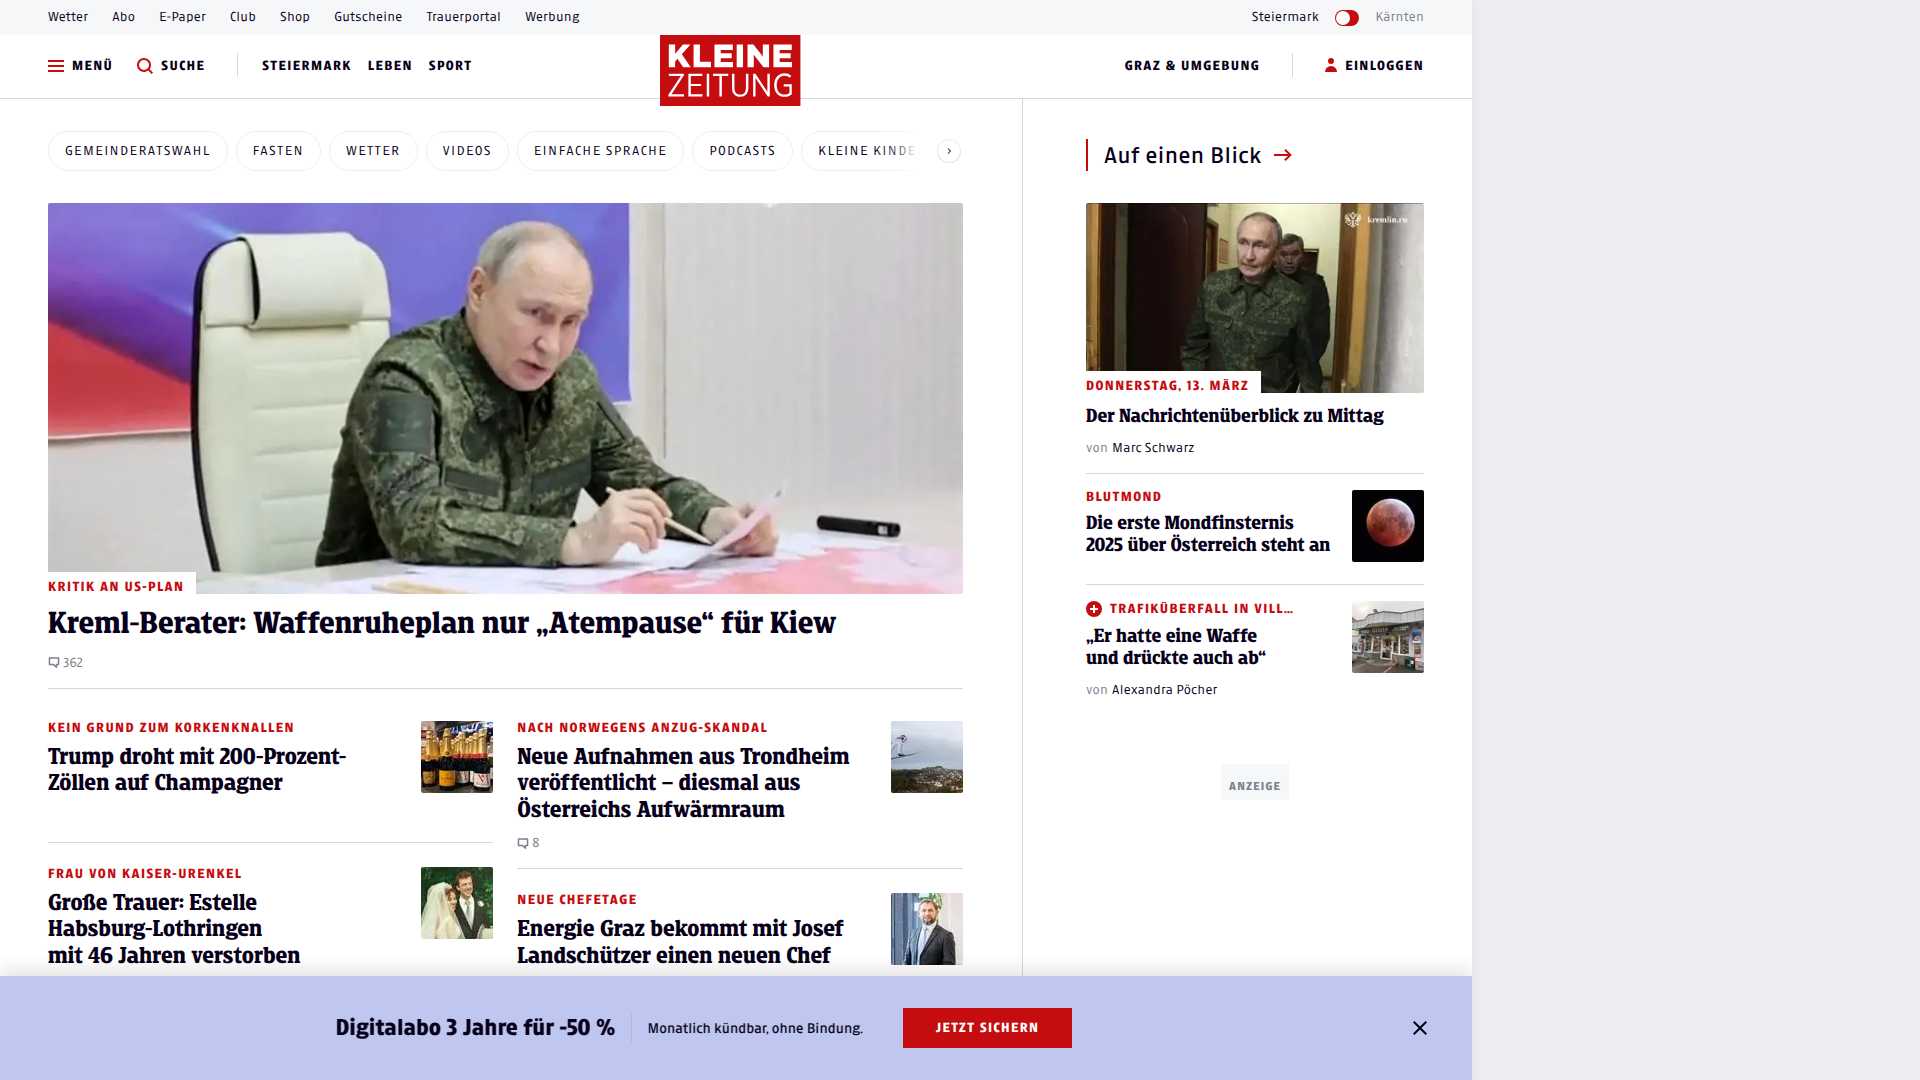 Wetter Abo E-Paper Club Shop Gutscheine Trauerportal Werbung Steiermark Kärnten
MENÜ SUCHE STEIERMARK LEBEN SPORT KLEINE ZEITUNG GRAZ & UMGEBUNG EINLOGGEN
GEMEINDERATSWAHL FASTEN WETTER VIDEOS EINFACHE SPRACHE PODCASTS KLEINE KINDE
KRITIK AN US-PLAN
Kreml-Berater: Waffenruheplan nur „Atempause“ für Kiew
362
KEIN GRUND ZUM KORKENKNALLEN
Trump droht mit 200-Prozent-
Zöllen auf Champagner
FRAU VON KAISER-URENKEL
Große Trauer: Estelle
Habsburg-Lothringen
mit 46 Jahren verstorben
NACH NORWEGENS ANZUG-SKANDAL
Neue Aufnahmen aus Trondheim
veröffentlicht – diesmal aus
Österreichs Aufwärmraum
8
NEUE CHEFETAGE
Energie Graz bekommt mit Josef
Landschützer einen neuen Chef
Auf einen Blick
kremlin.ru
DONNERSTAG, 13. MÄRZ
Der Nachrichtenüberblick zu Mittag
von Marc Schwarz
BLUTMOND
Die erste Mondfinsternis
2025 über Österreich steht an
TRAFIKÜBERFALL IN VILL...
„Er hatte eine Waffe
und drückte auch ab“
von Alexandra Pöcher
ANZEIGE
Digitalabo 3 Jahre für -50 % Monatlich kündbar, ohne Bindung. JETZT SICHERN